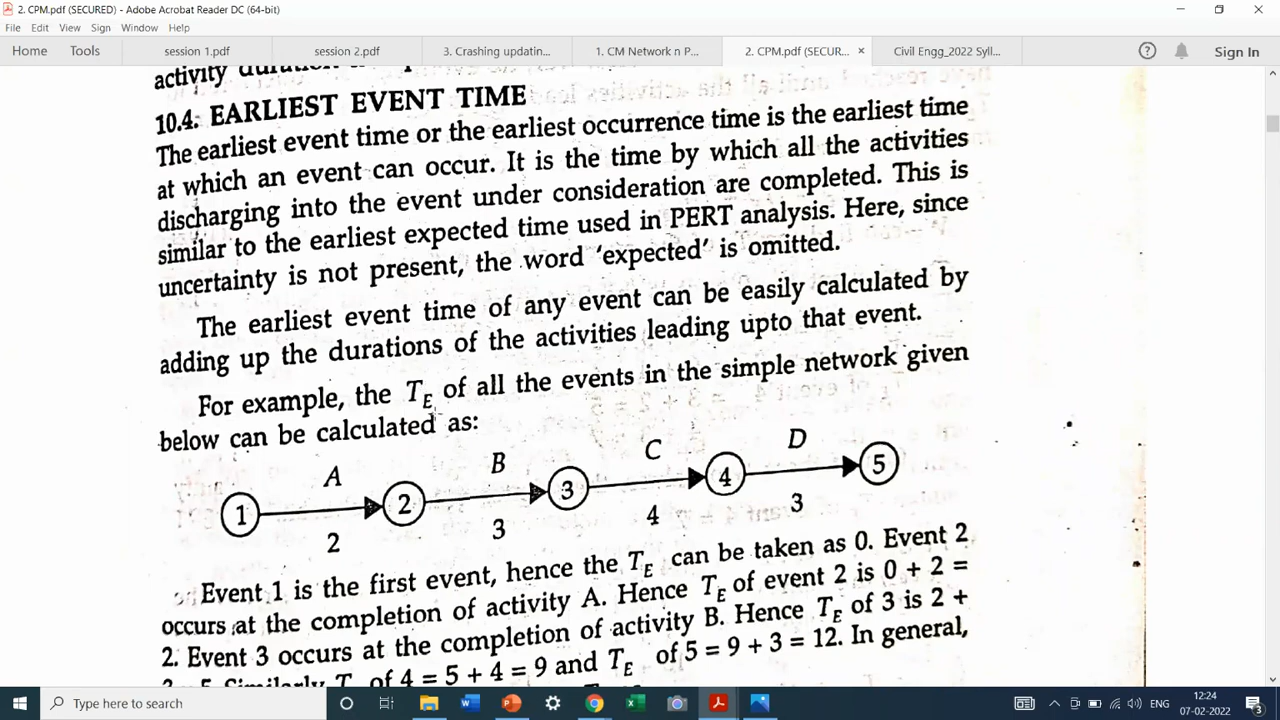 2. CPM.pdf (SECURED) - Adobe Acrobat Reader DC (64-bit)
File Edit View Sign Window Help
Home Tools session 1.pdf session 2.pdf 3. Crashing updatin... 1. CM Network n P... 2. CPM.pdf (SECUR... × Civil Engg_2022 Syll... Sign In
activity duration
10.4. EARLIEST EVENT TIME
The earliest event time or the earliest occurrence time is the earliest time
at which an event can occur. It is the time by which all the activities
discharging into the event under consideration are completed. This is
similar to the earliest expected time used in PERT analysis. Here, since
uncertainty is not present, the word 'expected' is omitted.
The earliest event time of any event can be easily calculated by
adding up the durations of the activities leading upto that event.
For example, the TE of all the events in the simple network given
below can be calculated as:
A B C D
1 2 3 4 5
2 3 4 3
Event 1 is the first event, hence the TE can be taken as 0. Event 2
occurs at the completion of activity A. Hence TE of event 2 is 0 + 2 =
2. Event 3 occurs at the completion of activity B. Hence TE of 3 is 2 +
Similarly T of 4 = 5 + 4 = 9 and TE of 5 = 9 + 3 = 12. In general,
Type here to search
ENG
12:24
07-02-2022
3